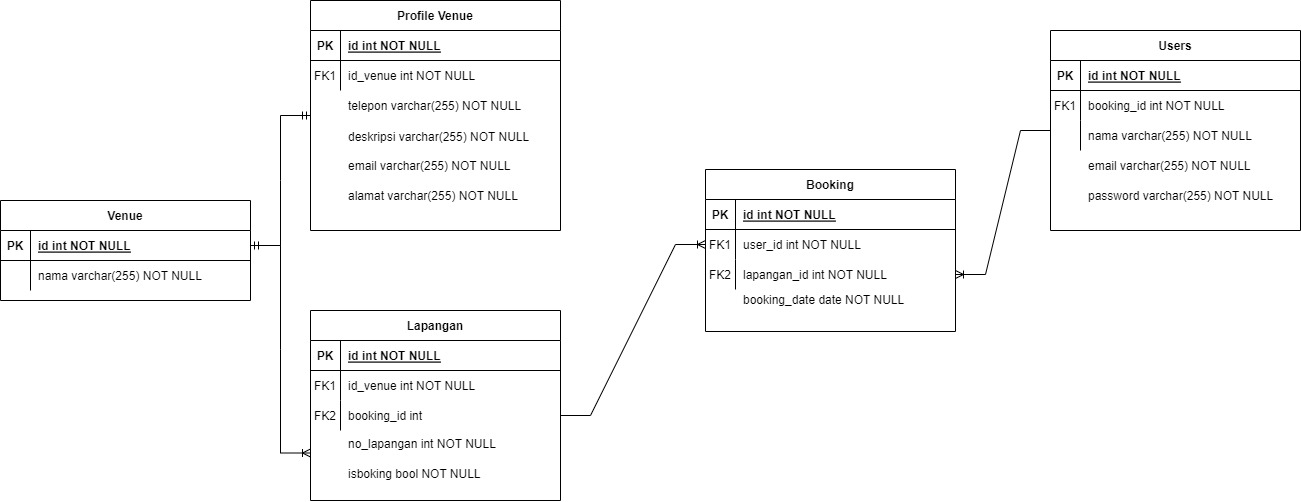 Profile Venue
PK id int NOT NULL
FK1 id_venue int NOT NULL
telepon varchar(255) NOT NULL
deskripsi varchar(255) NOT NULL
email varchar(255) NOT NULL
alamat varchar(255) NOT NULL
Venue
PK id int NOT NULL
nama varchar(255) NOT NULL
Lapangan
PK id int NOT NULL
FK1 id_venue int NOT NULL
FK2 booking_id int
no_lapangan int NOT NULL
isboking bool NOT NULL
Booking
PK id int NOT NULL
FK1 user_id int NOT NULL
FK2 lapangan_id int NOT NULL
booking_date date NOT NULL
Users
PK id int NOT NULL
FK1 booking_id int NOT NULL
nama varchar(255) NOT NULL
email varchar(255) NOT NULL
password varchar(255) NOT NULL